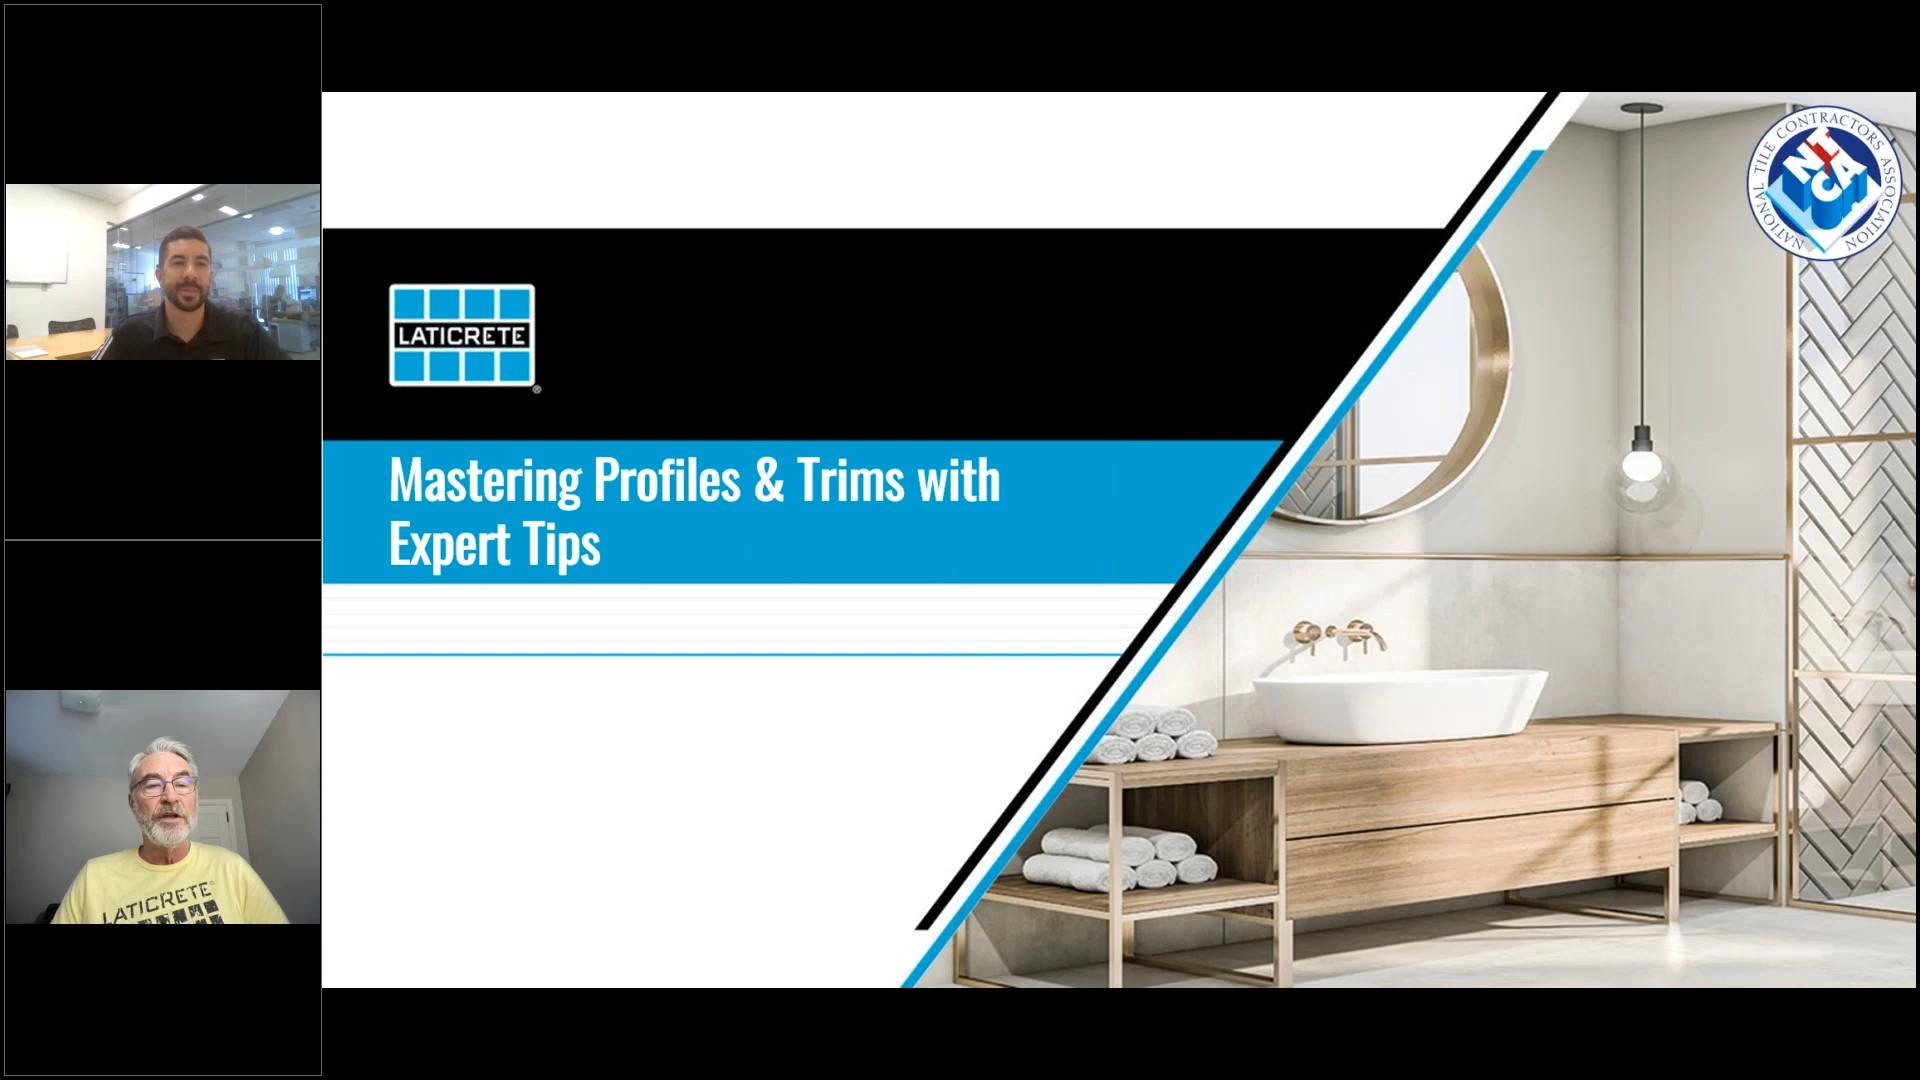 LATICRETE
®
Mastering Profiles & Trims with
Expert Tips
NATIONAL TILE CONTRACTORS ASSOCIATION
NTCA
LATICRETE